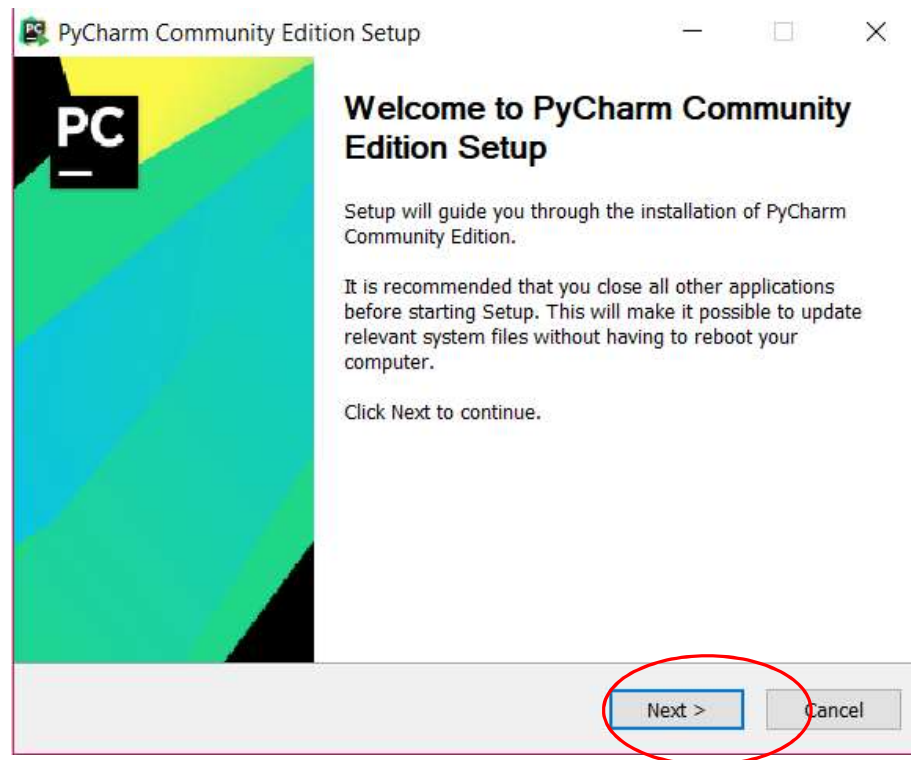 PyCharm Community Edition Setup
PC
Welcome to PyCharm Community
Edition Setup
Setup will guide you through the installation of PyCharm
Community Edition.
It is recommended that you close all other applications
before starting Setup. This will make it possible to update
relevant system files without having to reboot your
computer.
Click Next to continue.
Next > Cancel